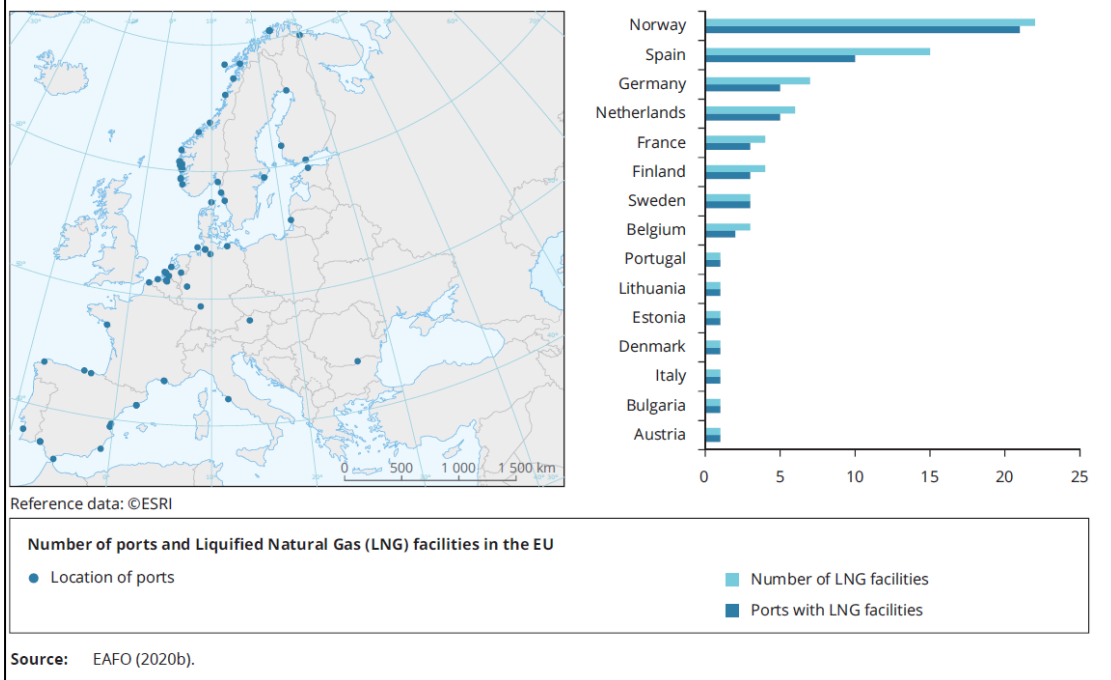 Norway
Spain
Germany
Netherlands
France
Finland
Sweden
Belgium
Portugal
Lithuania
Estonia
Denmark
Italy
Bulgaria
Austria
0 5 10 15 20 25
0 500 1 000 1 500 km
Reference data: ©ESRI
Number of ports and Liquified Natural Gas (LNG) facilities in the EU
Location of ports
Number of LNG facilities
Ports with LNG facilities
Source: EAFO (2020b).